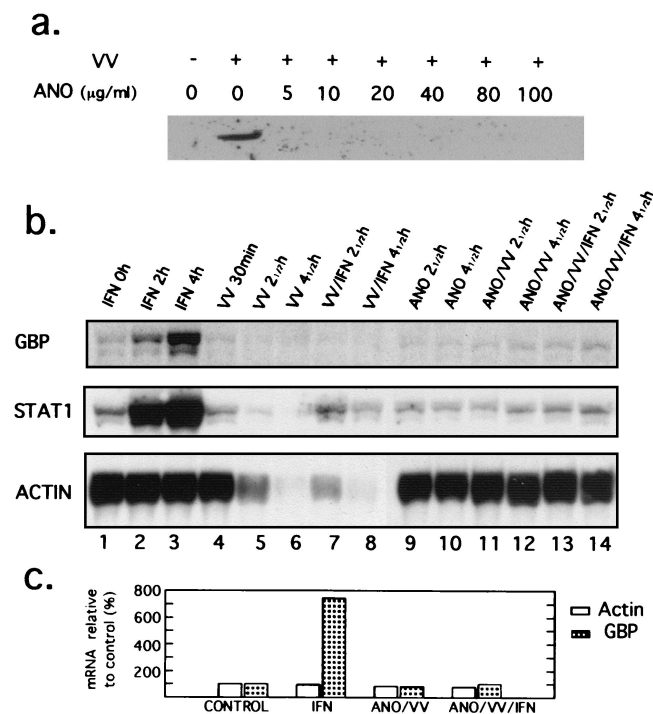 a.
VV - + + + + + + +
ANO (μg/ml) 0 0 5 10 20 40 80 100
b.
IFN 0h IFN 2h IFN 4h VV 30min VV 21/2h VV 41/2h VV/IFN 21/2h VV/IFN 41/2h ANO 21/2h ANO 41/2h ANO/VV 21/2h ANO/VV 41/2h ANO/VV/IFN 21/2h ANO/VV/IFN 41/2h
GBP
STAT1
ACTIN
1 2 3 4 5 6 7 8 9 10 11 12 13 14
c.
mRNA relative
to control (%)
800
600
400
200
Actin
GBP
CONTROL IFN ANO/VV ANO/VV/IFN